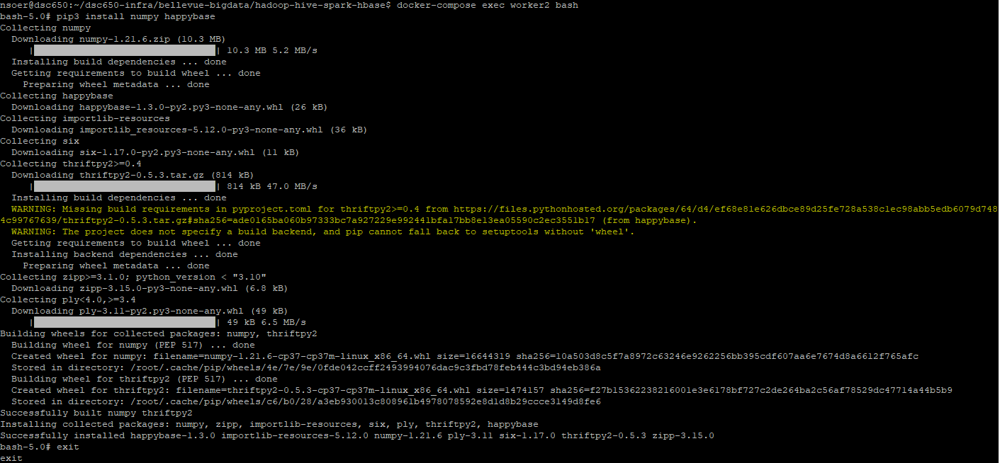 nsoer@dsc650:~/dsc650-infra/bellevue-bigdata/hadoop-hive-spark-hbase$ docker-compose exec worker2 bash
bash-5.0# pip3 install numpy happybase
Collecting numpy
  Downloading numpy-1.21.6.zip (10.3 MB)
     |████████████████████████████████| 10.3 MB 5.2 MB/s
  Installing build dependencies ... done
  Getting requirements to build wheel ... done
    Preparing wheel metadata ... done
Collecting happybase
  Downloading happybase-1.3.0-py2.py3-none-any.whl (26 kB)
Collecting importlib-resources
  Downloading importlib_resources-5.12.0-py3-none-any.whl (36 kB)
Collecting six
  Downloading six-1.17.0-py2.py3-none-any.whl (11 kB)
Collecting thriftpy2>=0.4
  Downloading thriftpy2-0.5.3.tar.gz (814 kB)
     |████████████████████████████████| 814 kB 47.0 MB/s
  Installing build dependencies ... done
  WARNING: Missing build requirements in pyproject.toml for thriftpy2>=0.4 from https://files.pythonhosted.org/packages/64/d4/ef68e81e626dbce89d25fe728a538c1ec98abb5edb6079d748
4c99767639/thriftpy2-0.5.3.tar.gz#sha256=ade0165ba060b97333bc7a927229e992441bfa17bb8e13ea05590c2ec3551b17 (from happybase).
  WARNING: The project does not specify a build backend, and pip cannot fall back to setuptools without 'wheel'.
  Getting requirements to build wheel ... done
  Installing backend dependencies ... done
    Preparing wheel metadata ... done
Collecting zipp>=3.1.0; python_version < "3.10"
  Downloading zipp-3.15.0-py3-none-any.whl (6.8 kB)
Collecting ply<4.0,>=3.4
  Downloading ply-3.11-py2.py3-none-any.whl (49 kB)
     |████████████████████████████████| 49 kB 6.5 MB/s
Building wheels for collected packages: numpy, thriftpy2
  Building wheel for numpy (PEP 517) ... done
  Created wheel for numpy: filename=numpy-1.21.6-cp37-cp37m-linux_x86_64.whl size=16644319 sha256=10a503d8c5f7a8972c63246e9262256bb395cdf607aa6e7674d8a6612f765afc
  Stored in directory: /root/.cache/pip/wheels/4e/7e/9e/0fde042ccff2493994076dac9c3fbd78feb444c3bd94eb386a
  Building wheel for thriftpy2 (PEP 517) ... done
  Created wheel for thriftpy2: filename=thriftpy2-0.5.3-cp37-cp37m-linux_x86_64.whl size=1474157 sha256=f27b15362238216001e3e6178bf727c2de264ba2c56af78529dc47714a44b5b9
  Stored in directory: /root/.cache/pip/wheels/c6/b0/28/a3eb930013c808961b4978078592e8d1d8b29ccce3149d8fe6
Successfully built numpy thriftpy2
Installing collected packages: numpy, zipp, importlib-resources, six, ply, thriftpy2, happybase
Successfully installed happybase-1.3.0 importlib-resources-5.12.0 numpy-1.21.6 ply-3.11 six-1.17.0 thriftpy2-0.5.3 zipp-3.15.0
bash-5.0# exit
exit